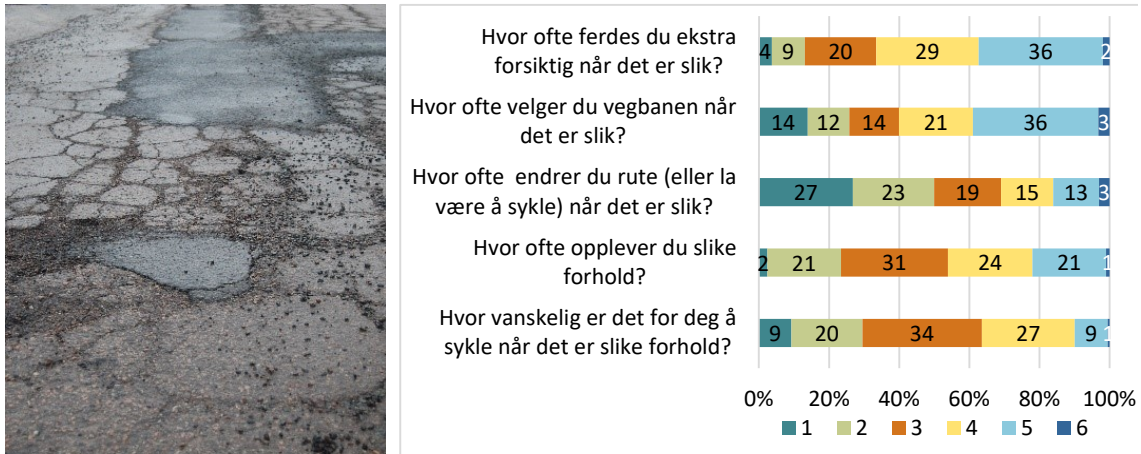 Hvor ofte ferdes du ekstra
forsiktig når det er slik?
4 9 20 29 36 2
Hvor ofte velger du vegbanen når
det er slik?
14 12 14 21 36 3
Hvor ofte  endrer du rute (eller la
være å sykle) når det er slik?
27 23 19 15 13 3
Hvor ofte opplever du slike
forhold?
2 21 31 24 21 1
Hvor vanskelig er det for deg å
sykle når det er slike forhold?
9 20 34 27 9 1
0% 20% 40% 60% 80% 100%
1 2 3 4 5 6